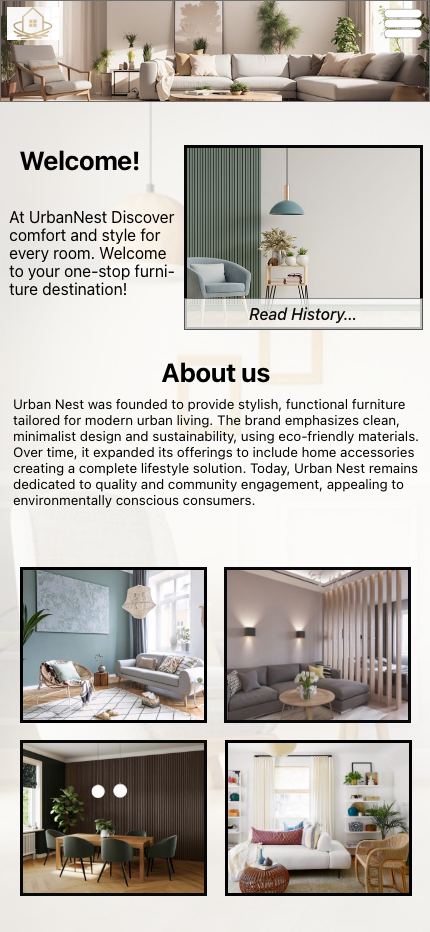 Welcome!
At UrbanNest Discover
comfort and style for
every room. Welcome
to your one-stop furni-
ture destination!
Read History...
About us
Urban Nest was founded to provide stylish, functional furniture
tailored for modern urban living. The brand emphasizes clean,
minimalist design and sustainability, using eco-friendly materials.
Over time, it expanded its offerings to include home accessories
creating a complete lifestyle solution. Today, Urban Nest remains
dedicated to quality and community engagement, appealing to
environmentally conscious consumers.